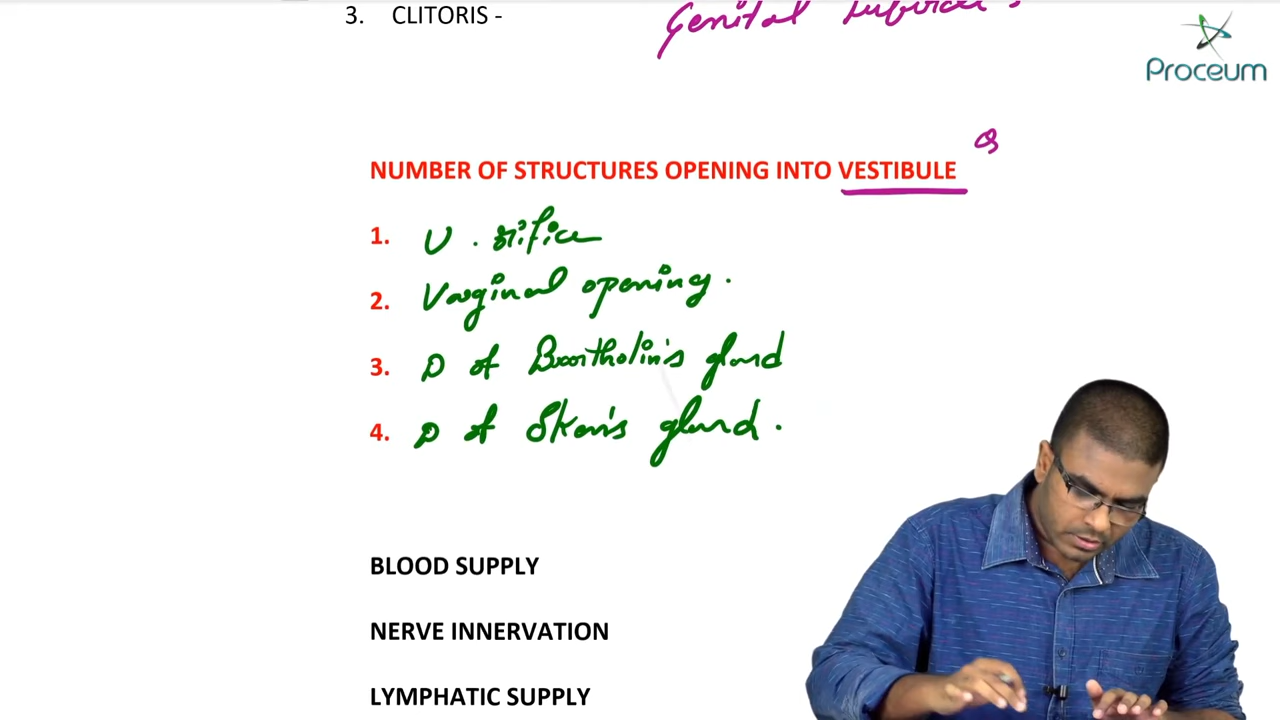 3. CLITORIS - Genital
Proceum
NUMBER OF STRUCTURES OPENING INTO VESTIBULE
1. U. orifice
2. Vaginal opening.
3. D of Bartholin's gland
4. D of Sken's gland.
BLOOD SUPPLY
NERVE INNERVATION
LYMPHATIC SUPPLY